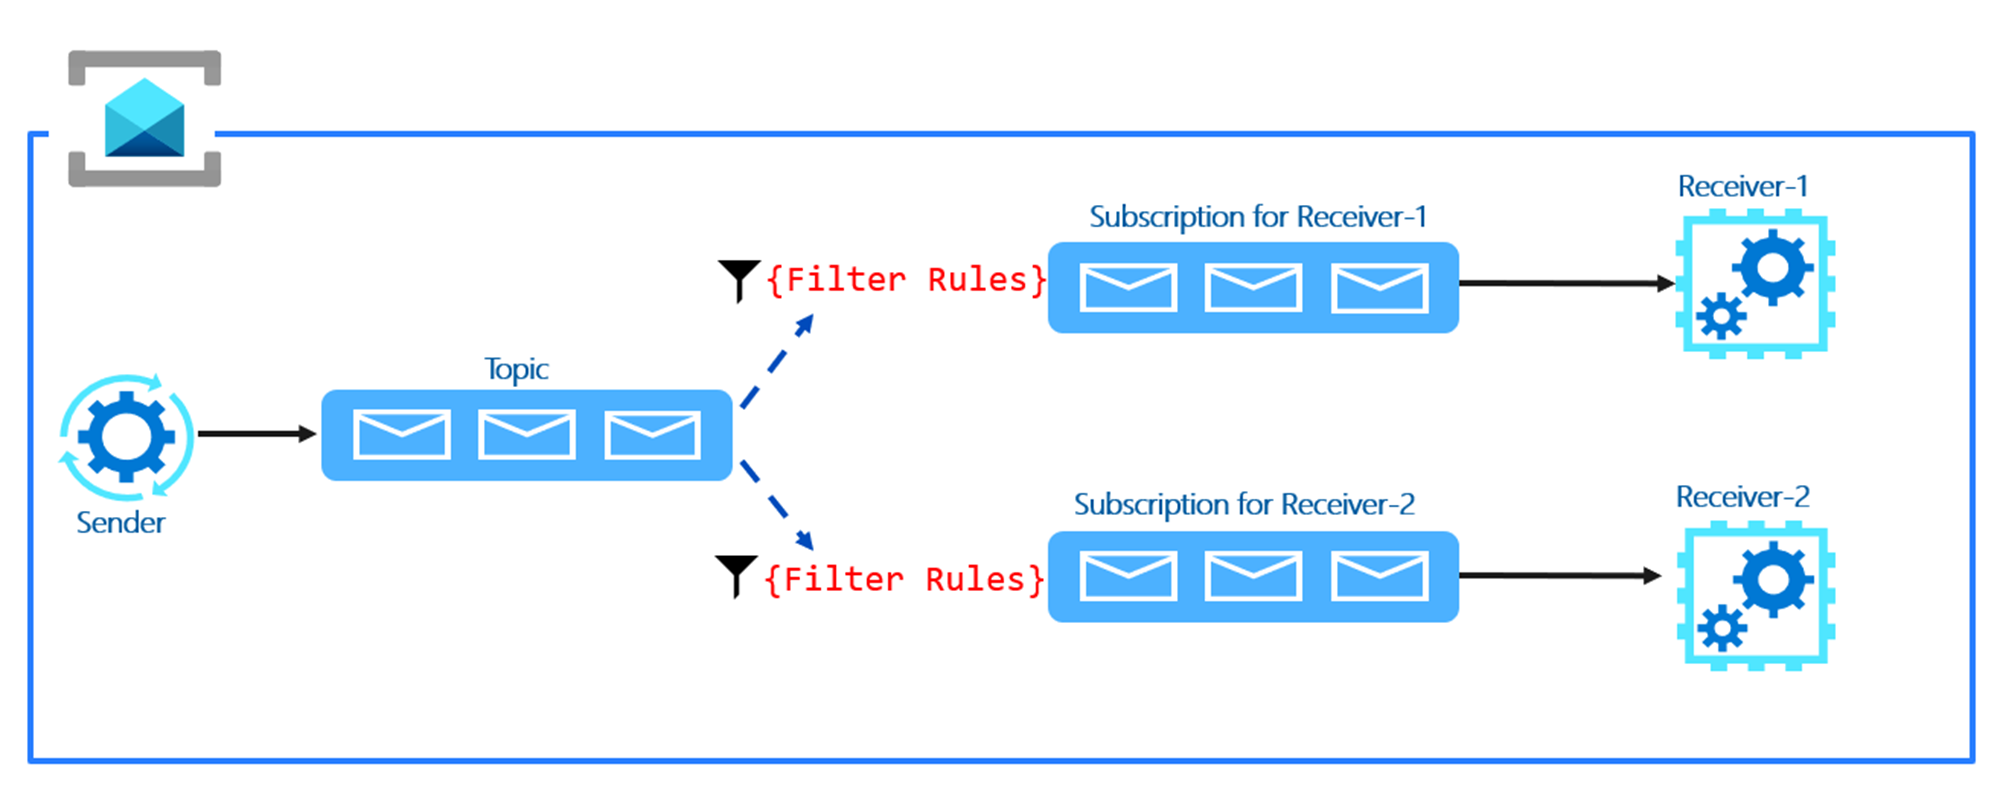 Receiver-1
Subscription for Receiver-1
{Filter Rules}
Topic
Sender
Subscription for Receiver-2
Receiver-2
{Filter Rules}